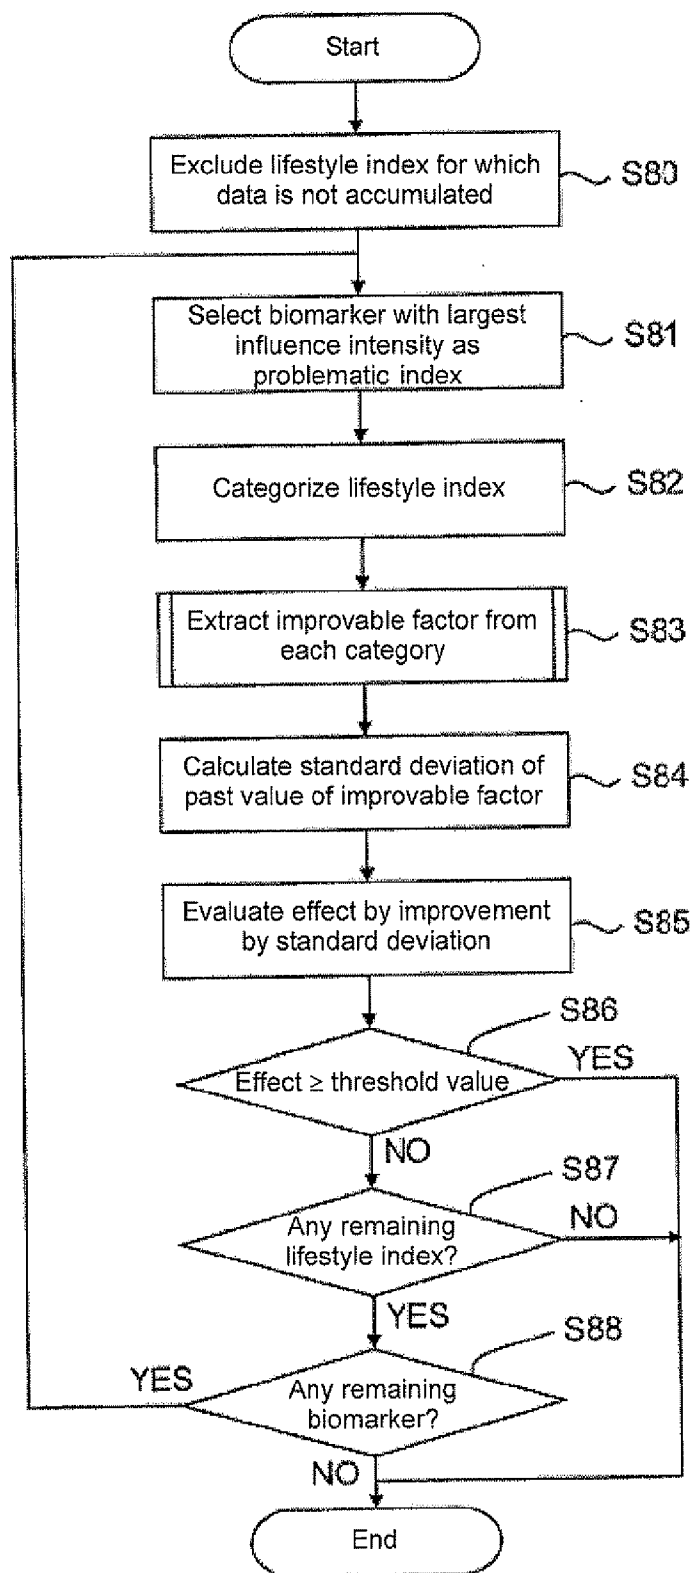 Start
Exclude lifestyle index for which
data is not accumulated
S80
Select biomarker with largest
influence intensity as
problematic index
S81
Categorize lifestyle index
S82
Extract improvable factor from
each category
S83
Calculate standard deviation of
past value of improvable factor
S84
Evaluate effect by improvement
by standard deviation
S85
S86
Effect ≥ threshold value
YES
NO
S87
Any remaining
lifestyle index?
NO
YES
S88
Any remaining
biomarker?
YES
NO
End